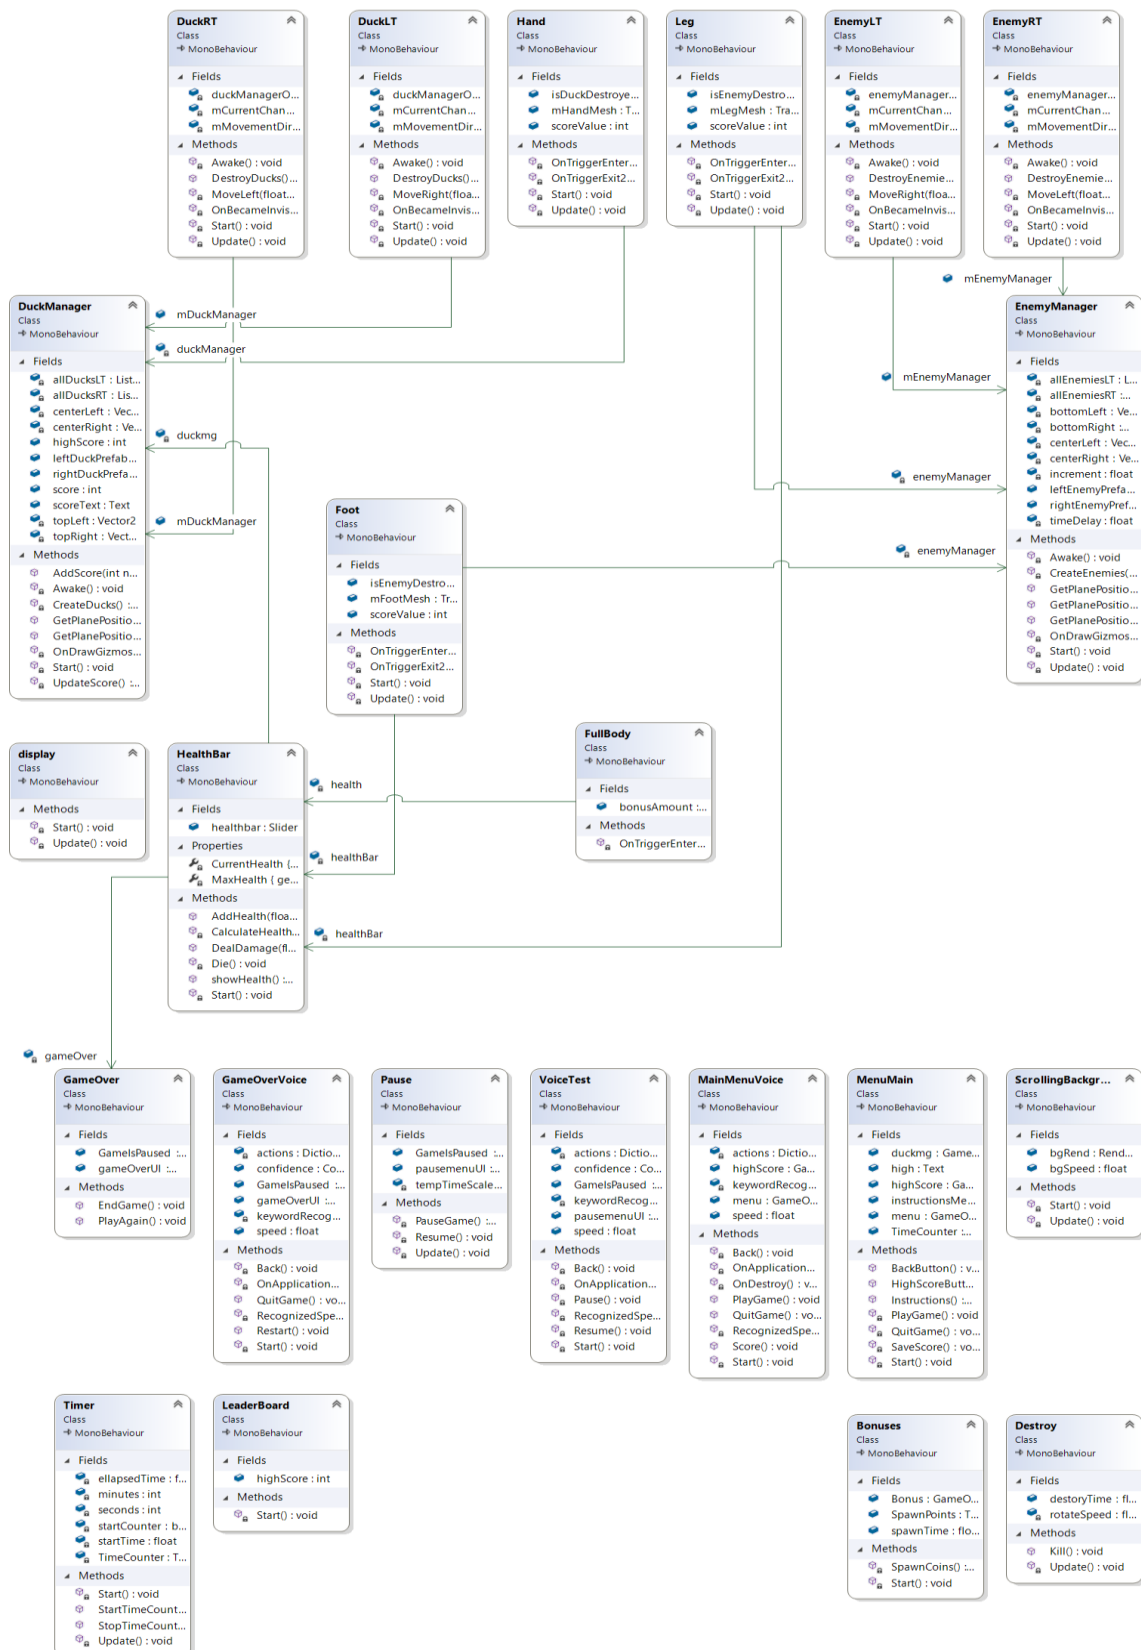 DuckRT
Class
MonoBehaviour
Fields
duckManagerO...
mCurrentChan...
mMovementDir...
Methods
Awake() : void
DestroyDucks()...
MoveLeft(float...
OnBecameInvis...
Start() : void
Update() : void
DuckLT
Class
MonoBehaviour
Fields
duckManagerO...
mCurrentChan...
mMovementDir...
Methods
Awake() : void
DestroyDucks()...
MoveRight(floa...
OnBecameInvis...
Start() : void
Update() : void
Hand
Class
MonoBehaviour
Fields
isDuckDestroye...
mHandMesh : T...
scoreValue : int
Methods
OnTriggerEnter...
OnTriggerExit2...
Start() : void
Update() : void
Leg
Class
MonoBehaviour
Fields
isEnemyDestro...
mLegMesh : Tra...
scoreValue : int
Methods
OnTriggerEnter...
OnTriggerExit2...
Start() : void
Update() : void
EnemyLT
Class
MonoBehaviour
Fields
enemyManager...
mCurrentChan...
mMovementDir...
Methods
Awake() : void
DestroyEnemie...
MoveRight(floa...
OnBecameInvis...
Start() : void
Update() : void
EnemyRT
Class
MonoBehaviour
Fields
enemyManager...
mCurrentChan...
mMovementDir...
Methods
Awake() : void
DestroyEnemie...
MoveLeft(float...
OnBecameInvis...
Start() : void
Update() : void
mEnemyManager
DuckManager
Class
MonoBehaviour
Fields
allDucksLT : List...
allDucksRT : Lis...
centerLeft : Vec...
centerRight : Ve...
highScore : int
leftDuckPrefab...
rightDuckPrefa...
score : int
scoreText : Text
topLeft : Vector2
topRight : Vect...
Methods
AddScore(int n...
Awake() : void
CreateDucks() :...
GetPlanePositio...
GetPlanePositio...
OnDrawGizmos...
Start() : void
UpdateScore() :...
mDuckManager
duckManager
duckmg
mDuckManager
mEnemyManager
enemyManager
enemyManager
EnemyManager
Class
MonoBehaviour
Fields
allEnemiesLT : L...
allEnemiesRT :...
bottomLeft : Ve...
bottomRight :...
centerLeft : Vec...
centerRight : Ve...
increment : float
leftEnemyPrefa...
rightEnemyPref...
timeDelay : float
Methods
Awake() : void
CreateEnemies(...
GetPlanePositio...
GetPlanePositio...
GetPlanePositio...
OnDrawGizmos...
Start() : void
Update() : void
Foot
Class
MonoBehaviour
Fields
isEnemyDestro...
mFootMesh : Tr...
scoreValue : int
Methods
OnTriggerEnter...
OnTriggerExit2...
Start() : void
Update() : void
display
Class
MonoBehaviour
Methods
Start() : void
Update() : void
HealthBar
Class
MonoBehaviour
Fields
healthbar : Slider
Properties
CurrentHealth {...
MaxHealth { ge...
Methods
AddHealth(floa...
CalculateHealth...
DealDamage(fl...
Die() : void
showHealth() :...
Start() : void
health
healthBar
healthBar
FullBody
Class
MonoBehaviour
Fields
bonusAmount :...
Methods
OnTriggerEnter...
gameOver
GameOver
Class
MonoBehaviour
Fields
GameIsPaused :...
gameOverUI :...
Methods
EndGame() : void
PlayAgain() : void
GameOverVoice
Class
MonoBehaviour
Fields
actions : Dictio...
confidence : Co...
GameIsPaused :...
gameOverUI :...
keywordRecog...
speed : float
Methods
Back() : void
OnApplication...
QuitGame() : vo...
RecognizedSpe...
Restart() : void
Start() : void
Pause
Class
MonoBehaviour
Fields
GameIsPaused :...
pausemenuUI :...
tempTimeScale...
Methods
PauseGame() :...
Resume() : void
Update() : void
VoiceTest
Class
MonoBehaviour
Fields
actions : Dictio...
confidence : Co...
GameIsPaused :...
keywordRecog...
pausemenuUI :...
speed : float
Methods
Back() : void
OnApplication...
Pause() : void
RecognizedSpe...
Resume() : void
Start() : void
MainMenuVoice
Class
MonoBehaviour
Fields
actions : Dictio...
highScore : Ga...
keywordRecog...
menu : GameO...
speed : float
Methods
Back() : void
OnApplication...
OnDestroy() : v...
PlayGame() : void
QuitGame() : vo...
RecognizedSpe...
Score() : void
Start() : void
MenuMain
Class
MonoBehaviour
Fields
duckmg : Game...
high : Text
highScore : Ga...
instructionsMe...
menu : GameO...
TimeCounter :...
Methods
BackButton() : v...
HighScoreButt...
Instructions() :...
PlayGame() : void
QuitGame() : vo...
SaveScore() : vo...
Start() : void
ScrollingBackgr...
Class
MonoBehaviour
Fields
bgRend : Rend...
bgSpeed : float
Methods
Start() : void
Update() : void
Timer
Class
MonoBehaviour
Fields
ellapsedTime : f...
minutes : int
seconds : int
startCounter : b...
startTime : float
TimeCounter : T...
Methods
Start() : void
StartTimeCount...
StopTimeCount...
Update() : void
LeaderBoard
Class
MonoBehaviour
Fields
highScore : int
Methods
Start() : void
Bonuses
Class
MonoBehaviour
Fields
Bonus : GameO...
SpawnPoints : T...
spawnTime : flo...
Methods
SpawnCoins() :...
Start() : void
Destroy
Class
MonoBehaviour
Fields
destoryTime : fl...
rotateSpeed : fl...
Methods
Kill() : void
Update() : void